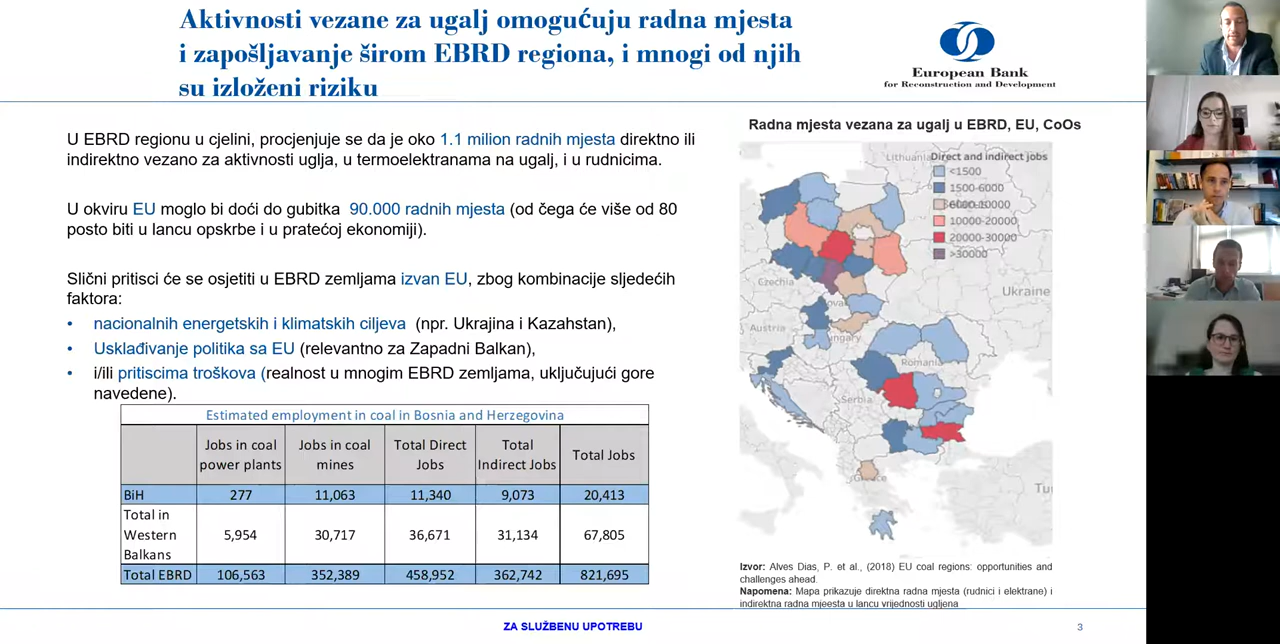 Aktivnosti vezane za ugalj omogućuju radna mjesta
i zapošljavanje širom EBRD regiona, i mnogi od njih
su izloženi riziku
European Bank
for Reconstruction and Development
U EBRD regionu u cjelini, procjenjuje se da je oko 1.1 milion radnih mjesta direktno ili
indirektno vezano za aktivnosti uglja, u termoelektranama na ugalj, i u rudnicima.
U okviru EU moglo bi doći do gubitka 90.000 radnih mjesta (od čega će više od 80
posto biti u lancu opskrbe i u pratećoj ekonomiji).
Slični pritisci će se osjetiti u EBRD zemljama izvan EU, zbog kombinacije sljedećih
faktora:
• nacionalnih energetskih i klimatskih ciljeva (npr. Ukrajina i Kazahstan),
• Usklađivanje politika sa EU (relevantno za Zapadni Balkan),
• i/ili pritiscima troškova (realnost u mnogim EBRD zemljama, uključujući gore
navedene).
Estimated employment in coal in Bosnia and Herzegovina
Jobs in coal power plants Jobs in coal mines Total Direct Jobs Total Indirect Jobs Total Jobs
BiH 277 11,063 11,340 9,073 20,413
Total in Western Balkans 5,954 30,717 36,671 31,134 67,805
Total EBRD 106,563 352,389 458,952 362,742 821,695
Radna mjesta vezana za ugalj u EBRD, EU, CoOs
Lithuania
Direct and indirect jobs
<1500
1500-6000
6000-10000
10000-20000
20000-30000
>30000
Czechia
Ukraine
Austria
Romania
Serbia
Greece
Izvor: Alves Dias, P. et al., (2018) EU coal regions: opportunities and
challenges ahead.
Napomena: Mapa prikazuje direktna radna mjesta (rudnici i elektrane) i
indirektna radna mjeesta u lancu vrijednosti ugljena
ZA SLUŽBENU UPOTREBU
3